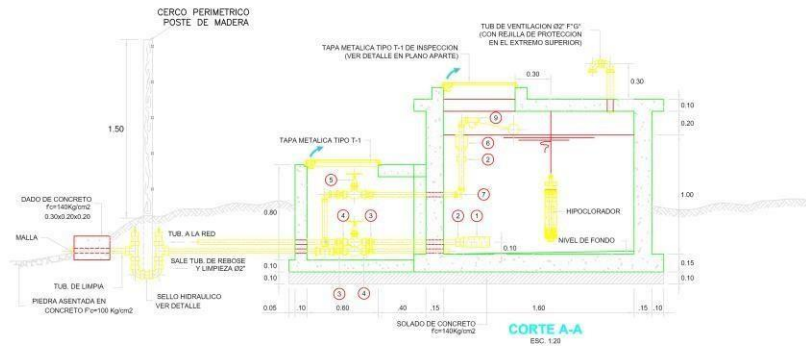 CERCO PERIMETRICO
POSTE DE MADERA
TUB DE VENTILACION Ø2" F°G°
(CON REJILLA DE PROTECCION
EN EL EXTREMO SUPERIOR)
TAPA METALICA TIPO T-1 DE INSPECCION
(VER DETALLE EN PLANO APARTE)
0.30
0.30
0.10
0.20
1.50
TAPA METALICA TIPO T-1
9
6
2
5
7
1.00
DADO DE CONCRETO
f'c=140Kg/cm2
0.30x0.20x0.20
0.80
4
3
2
1
HIPOCLORADOR
MALLA
TUB. A LA RED
NIVEL DE FONDO
0.10
SALE TUB. DE REBOSE
Y LIMPIEZA Ø2"
0.10
0.10
0.15
0.10
TUB. DE LIMPIA
PIEDRA ASENTADA EN
CONCRETO F'c=100 Kg/cm2
SELLO HIDRAULICO
VER DETALLE
3
4
0.05
.10
0.60
.40
.15
1.60
.15
.10
SOLADO DE CONCRETO
f'c=140Kg/cm2
CORTE A-A
ESC. 1:20